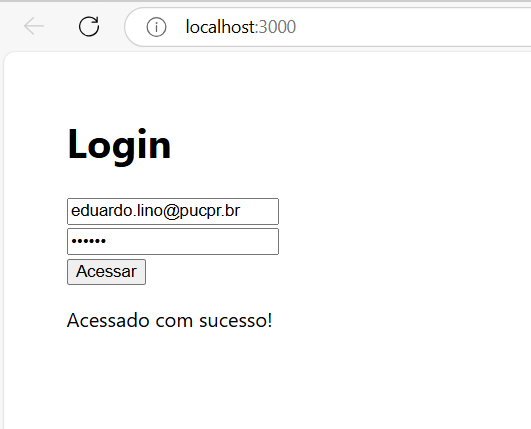 localhost:3000
Login
eduardo.lino@pucpr.br
••••••
Acessar
Acessado com sucesso!